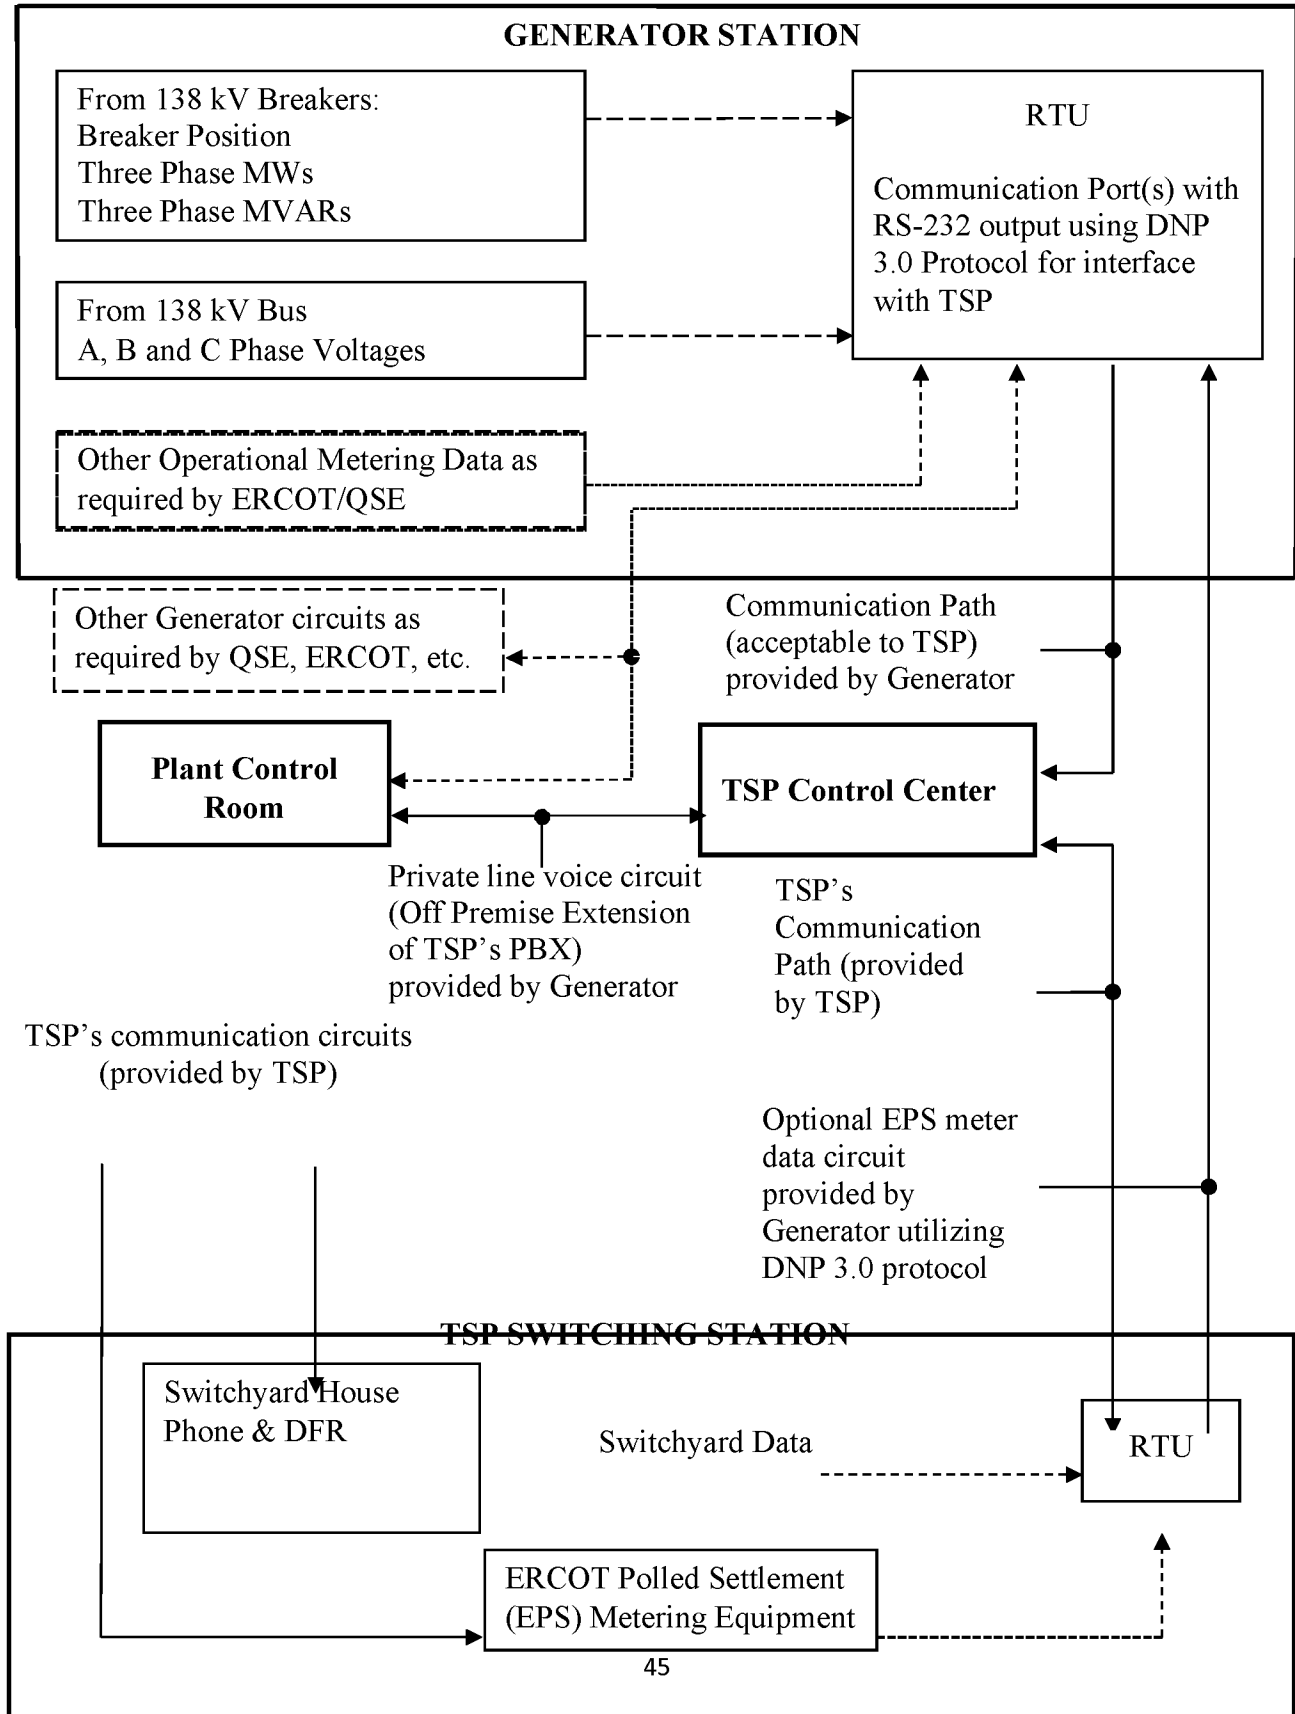 GENERATOR STATION
From 138 kV Breakers:
Breaker Position
Three Phase MWs
Three Phase MVARs
RTU
Communication Port(s) with
RS-232 output using DNP
3.0 Protocol for interface
with TSP
From 138 kV Bus
A, B and C Phase Voltages
Other Operational Metering Data as
required by ERCOT/QSE
Other Generator circuits as
required by QSE, ERCOT, etc.
Communication Path
(acceptable to TSP)
provided by Generator
Plant Control
Room
TSP Control Center
Private line voice circuit
(Off Premise Extension
of TSP's PBX)
provided by Generator
TSP's
Communication
Path (provided
by TSP)
TSP's communication circuits
(provided by TSP)
Optional EPS meter
data circuit
provided by
Generator utilizing
DNP 3.0 protocol
TSP SWITCHING STATION
Switchyard House
Phone & DFR
Switchyard Data
RTU
ERCOT Polled Settlement
(EPS) Metering Equipment
45